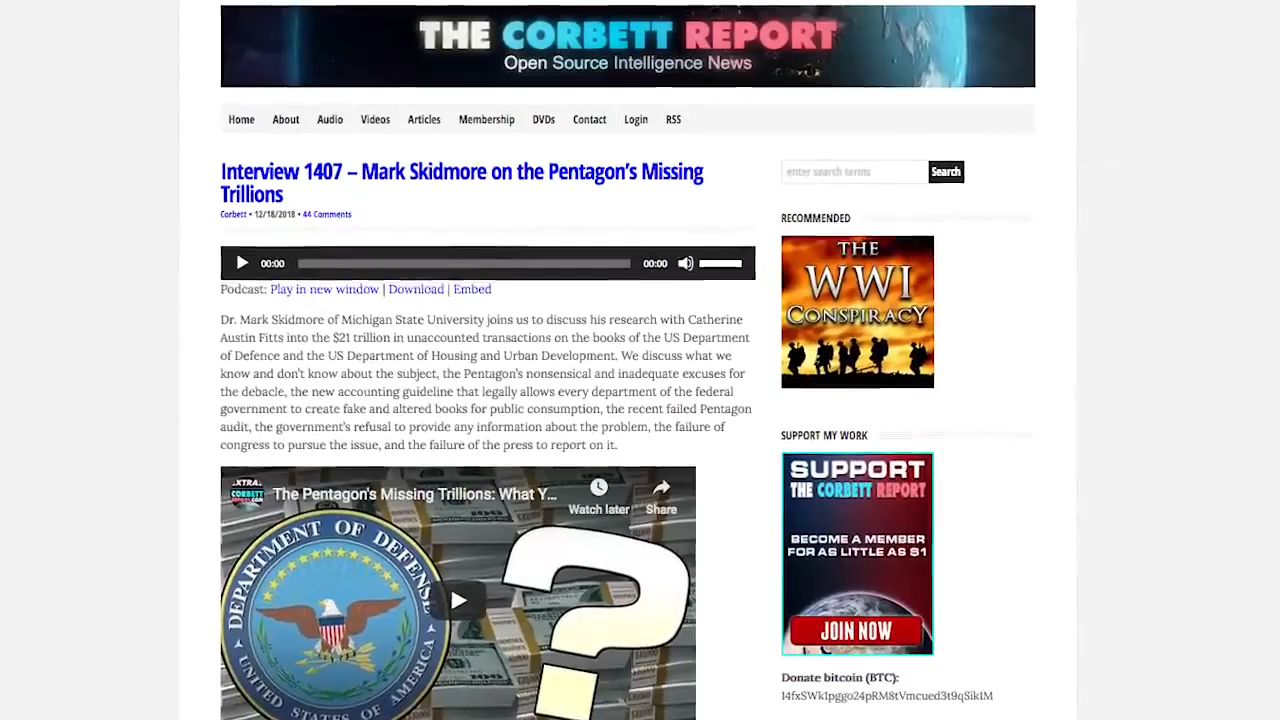 THE CORBETT REPORT
Open Source Intelligence News
Home About Audio Videos Articles Membership DVDs Contact Login RSS
Interview 1407 – Mark Skidmore on the Pentagon's Missing
Trillions
Corbett • 12/18/2018 • 44 Comments
00:00 00:00
Podcast: Play in new window | Download | Embed
Dr. Mark Skidmore of Michigan State University joins us to discuss his research with Catherine
Austin Fitts into the $21 trillion in unaccounted transactions on the books of the US Department
of Defence and the US Department of Housing and Urban Development. We discuss what we
know and don't know about the subject, the Pentagon's nonsensical and inadequate excuses for
the debacle, the new accounting guideline that legally allows every department of the federal
government to create fake and altered books for public consumption, the recent failed Pentagon
audit, the government's refusal to provide any information about the problem, the failure of
congress to pursue the issue, and the failure of the press to report on it.
The Pentagon's Missing Trillions: What Y...
Watch later
Share
DEPARTMENT OF DEFENSE
UNITED STATES OF AMERICA
?
enter search terms
Search
RECOMMENDED
THE
WWI
CONSPIRACY
SUPPORT MY WORK
SUPPORT
THE CORBETT REPORT
BECOME A MEMBER
FOR AS LITTLE AS $1
JOIN NOW
Donate bitcoin (BTC):